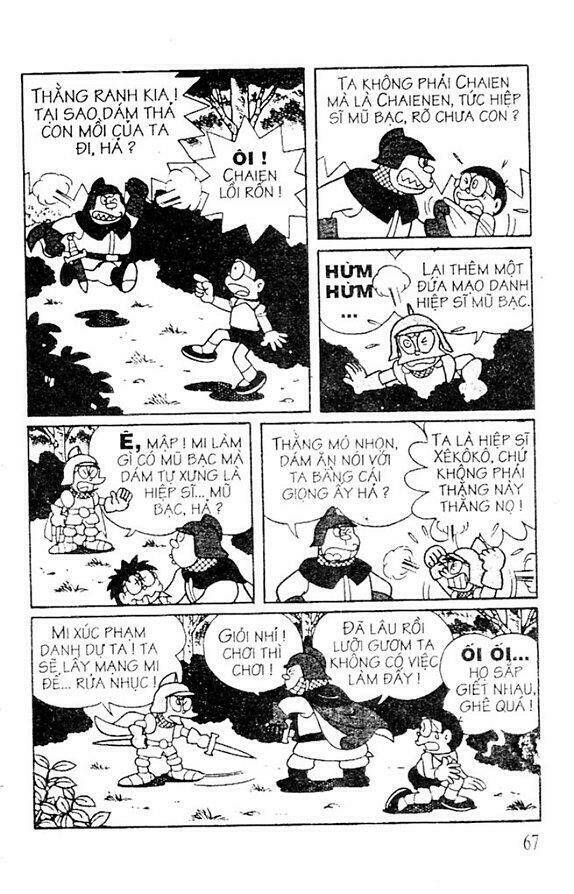 THẰNG RANH KIA !
TẠI SAO DÁM THẢ
CON MỒI CỦA TA
ĐI, HẢ ?
ÔI !
CHAIEN
LỒI RỐN !
TA KHÔNG PHẢI CHAIEN
MÀ LÀ CHAIENEN, TỨC HIỆP
SĨ MŨ BẠC, RÕ CHƯA CON ?
HỪM
HỪM
...
LẠI THÊM MỘT
ĐỨA MẠO DANH
HIỆP SĨ MŨ BẠC.
Ê, MẬP ! MI LÀM
GÌ CÓ MŨ BẠC MÀ
DÁM TỰ XƯNG LÀ
HIỆP SĨ... MŨ
BẠC, HẢ ?
THẰNG MỎ NHỌN,
DÁM ĂN NÓI VỚI
TA BẰNG CÁI
GIỌNG ẤY HẢ ?
TA LÀ HIỆP SĨ
XÊKÔKÔ, CHỨ
KHÔNG PHẢI
THẰNG NÀY
THẰNG NỌ !
MI XÚC PHẠM
DANH DỰ TA ! TA
SẼ LẤY MẠNG MI
ĐỂ... RỬA NHỤC !
GIỎI NHỈ !
CHƠI THÌ
CHƠI !
ĐÃ LÂU RỒI
LƯỠI GƯƠM TA
KHÔNG CÓ VIỆC
LÀM ĐÂY !
ỐI ỐI...
HỌ SẮP
GIẾT NHAU,
GHÊ QUÁ !
67